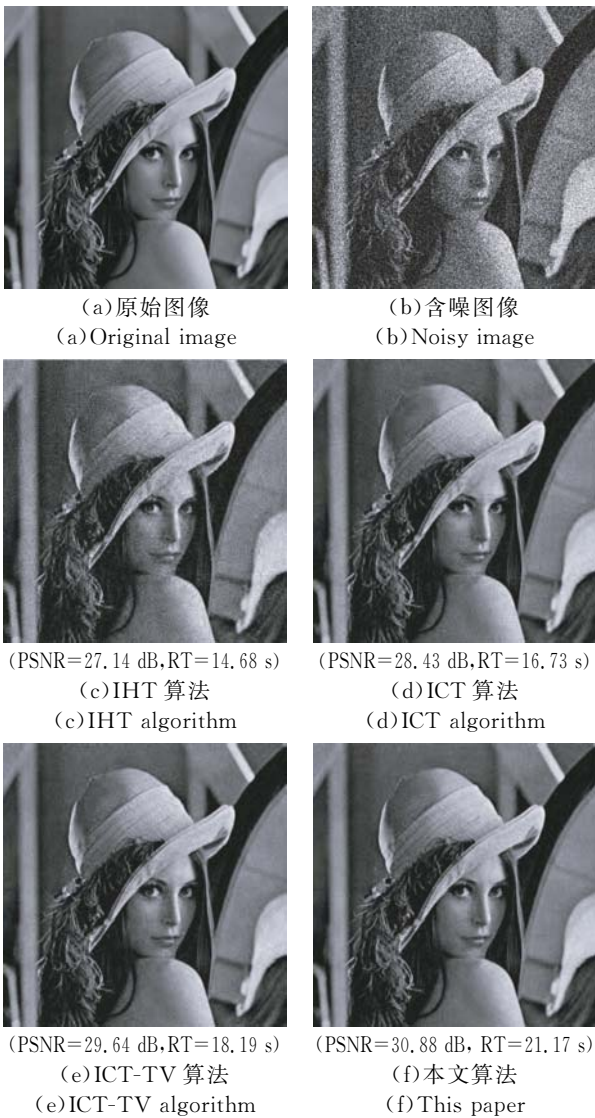 (a)原始图像
(a)Original image
(b)含噪图像
(b)Noisy image
(PSNR=27.14 dB,RT=14.68 s)
(c)IHT 算法
(c)IHT algorithm
(PSNR=28.43 dB,RT=16.73 s)
(d)ICT 算法
(d)ICT algorithm
(PSNR=29.64 dB,RT=18.19 s)
(e)ICT-TV 算法
(e)ICT-TV algorithm
(PSNR=30.88 dB, RT=21.17 s)
(f)本文算法
(f)This paper